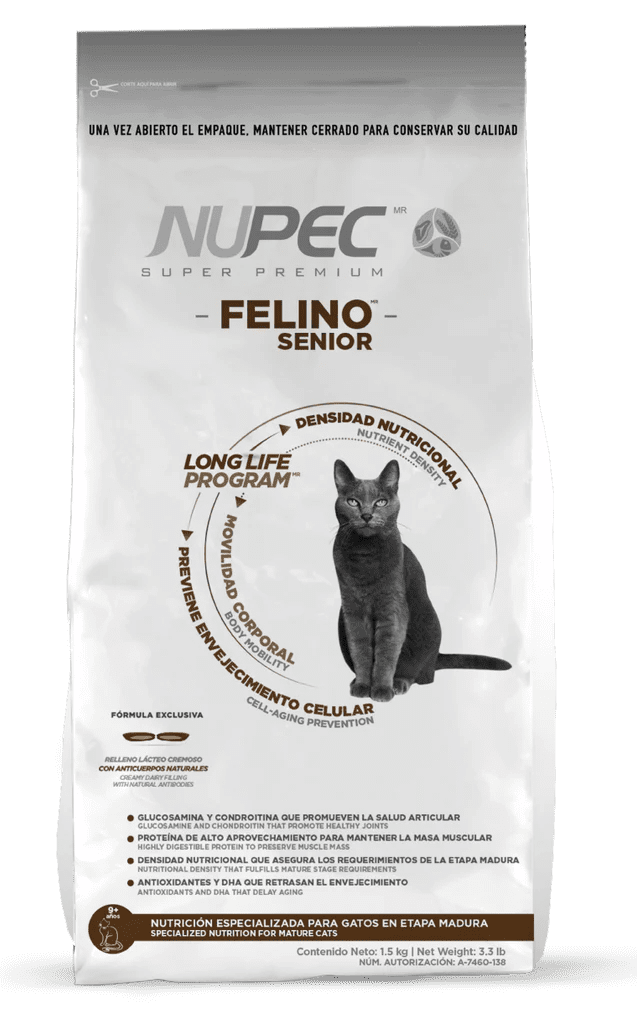 CORTE AQUÍ PARA ABRIR
UNA VEZ ABIERTO EL EMPAQUE, MANTENER CERRADO PARA CONSERVAR SU CALIDAD
NUPEC MR
SUPER PREMIUM
- FELINO MR -
SENIOR
DENSIDAD NUTRICIONAL
NUTRIENT DENSITY
LONG LIFE
PROGRAM MR
MOVILIDAD CORPORAL
BODY MOBILITY
PREVIENE ENVEJECIMIENTO CELULAR
CELL-AGING PREVENTION
FÓRMULA EXCLUSIVA
RELLENO LÁCTEO CREMOSO
CON ANTICUERPOS NATURALES
CREAMY DAIRY FILLING
WITH NATURAL ANTIBODIES
• GLUCOSAMINA Y CONDROITINA QUE PROMUEVEN LA SALUD ARTICULAR
GLUCOSAMINE AND CHONDROITIN THAT PROMOTE HEALTHY JOINTS
• PROTEÍNA DE ALTO APROVECHAMIENTO PARA MANTENER LA MASA MUSCULAR
HIGHLY DIGESTIBLE PROTEIN TO PRESERVE MUSCLE MASS
• DENSIDAD NUTRICIONAL QUE ASEGURA LOS REQUERIMIENTOS DE LA ETAPA MADURA
NUTRITIONAL DENSITY THAT FULFILLS MATURE STAGE REQUIREMENTS
• ANTIOXIDANTES Y DHA QUE RETRASAN EL ENVEJECIMIENTO
ANTIOXIDANTS AND DHA THAT DELAY AGING
9+
años
NUTRICIÓN ESPECIALIZADA PARA GATOS EN ETAPA MADURA
SPECIALIZED NUTRITION FOR MATURE CATS
Contenido Neto: 1.5 kg | Net Weight: 3.3 lb
NÚM. AUTORIZACIÓN: A-7460-138